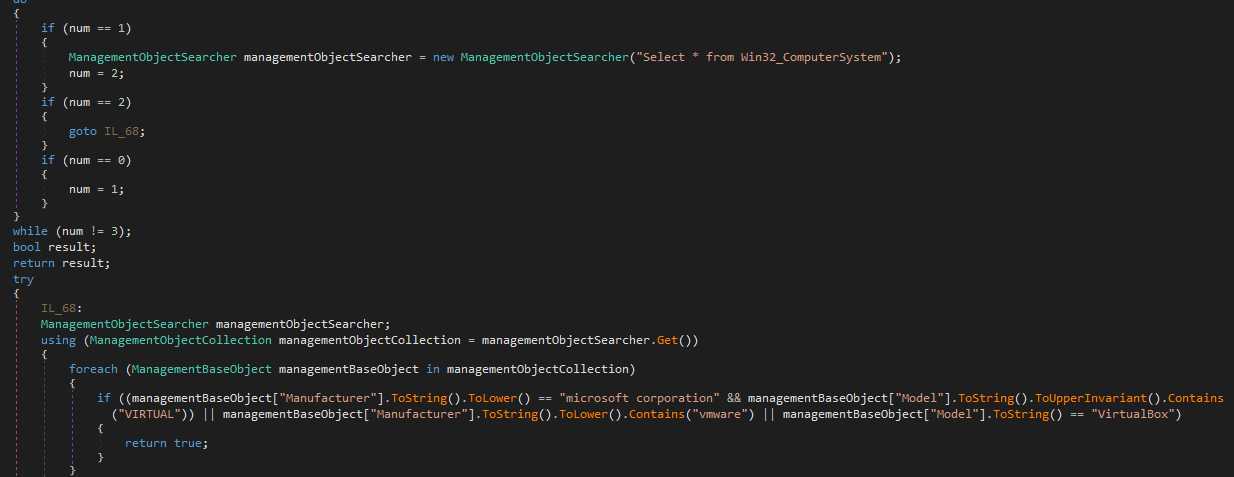 do
{
if (num == 1)
{
ManagementObjectSearcher managementObjectSearcher = new ManagementObjectSearcher("Select * from Win32_ComputerSystem");
num = 2;
}
if (num == 2)
{
goto IL_68;
}
if (num == 0)
{
num = 1;
}
}
while (num != 3);
bool result;
return result;
try
{
IL_68:
ManagementObjectSearcher managementObjectSearcher;
using (ManagementObjectCollection managementObjectCollection = managementObjectSearcher.Get())
{
foreach (ManagementBaseObject managementBaseObject in managementObjectCollection)
{
if ((managementBaseObject["Manufacturer"].ToString().ToLower() == "microsoft corporation" && managementBaseObject["Model"].ToString().ToUpperInvariant().Contains
("VIRTUAL")) || managementBaseObject["Manufacturer"].ToString().ToLower().Contains("vmware") || managementBaseObject["Model"].ToString() == "VirtualBox")
{
return true;
}
}